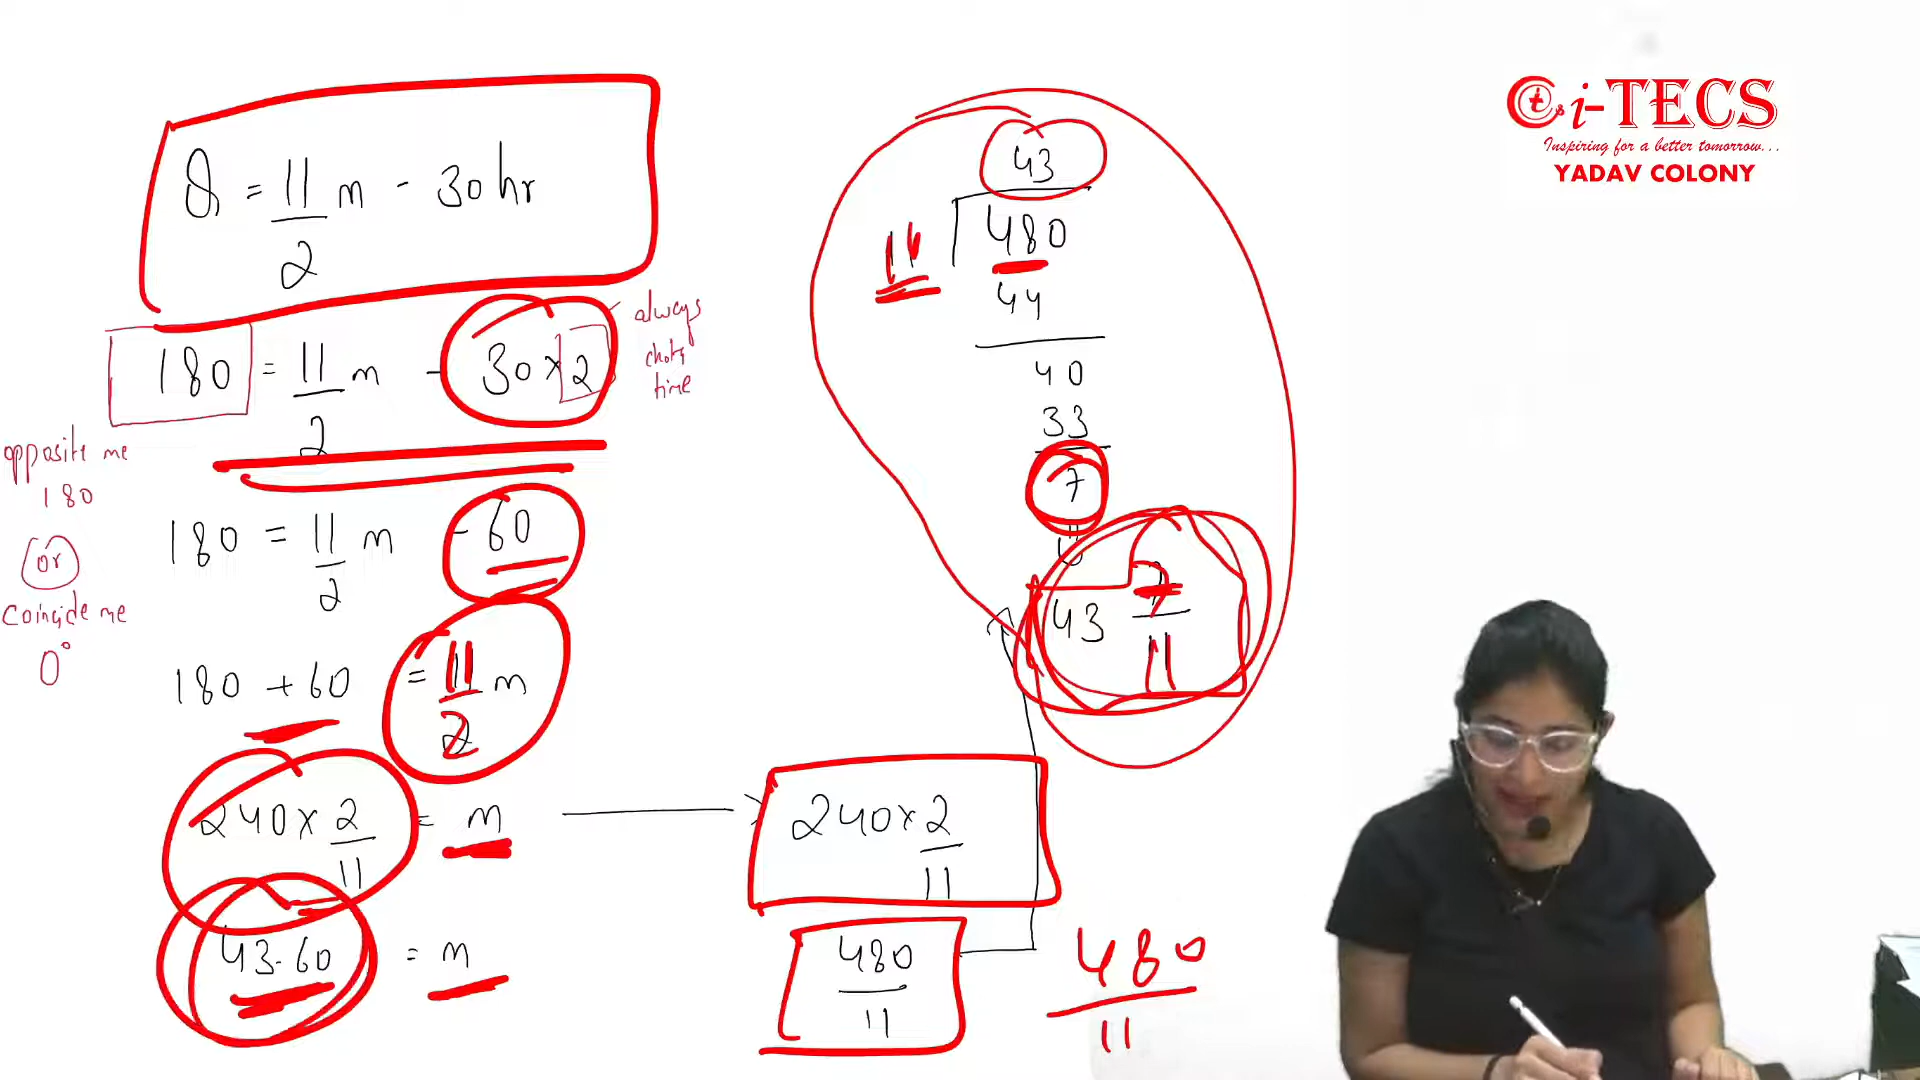 θ = 11/2 m - 30 hr
180 = 11/2 m - 30 × 2
always
time
opposite me
180
or
Coincide me
0°
180 = 11/2 m - 60
180 + 60 = 11/2 m
240 × 2/11 = m
43.60 = m
240 × 2/11
480/11
480/11
43
11 480
44
40
33
7
43 7/11
i-TECS
Inspiring for a better tomorrow...
YADAV COLONY